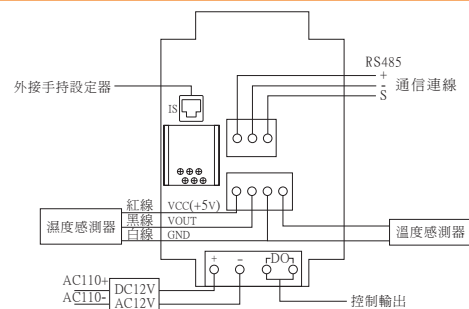 RS485
外接手持設定器
+
- 通信連線
S
IS
紅線 VCC(+5V)
濕度感測器 黑線 VOUT 溫度感測器
白線 GND
+ - DO
AC110+ DC12V
AC110- AC12V
控制輸出